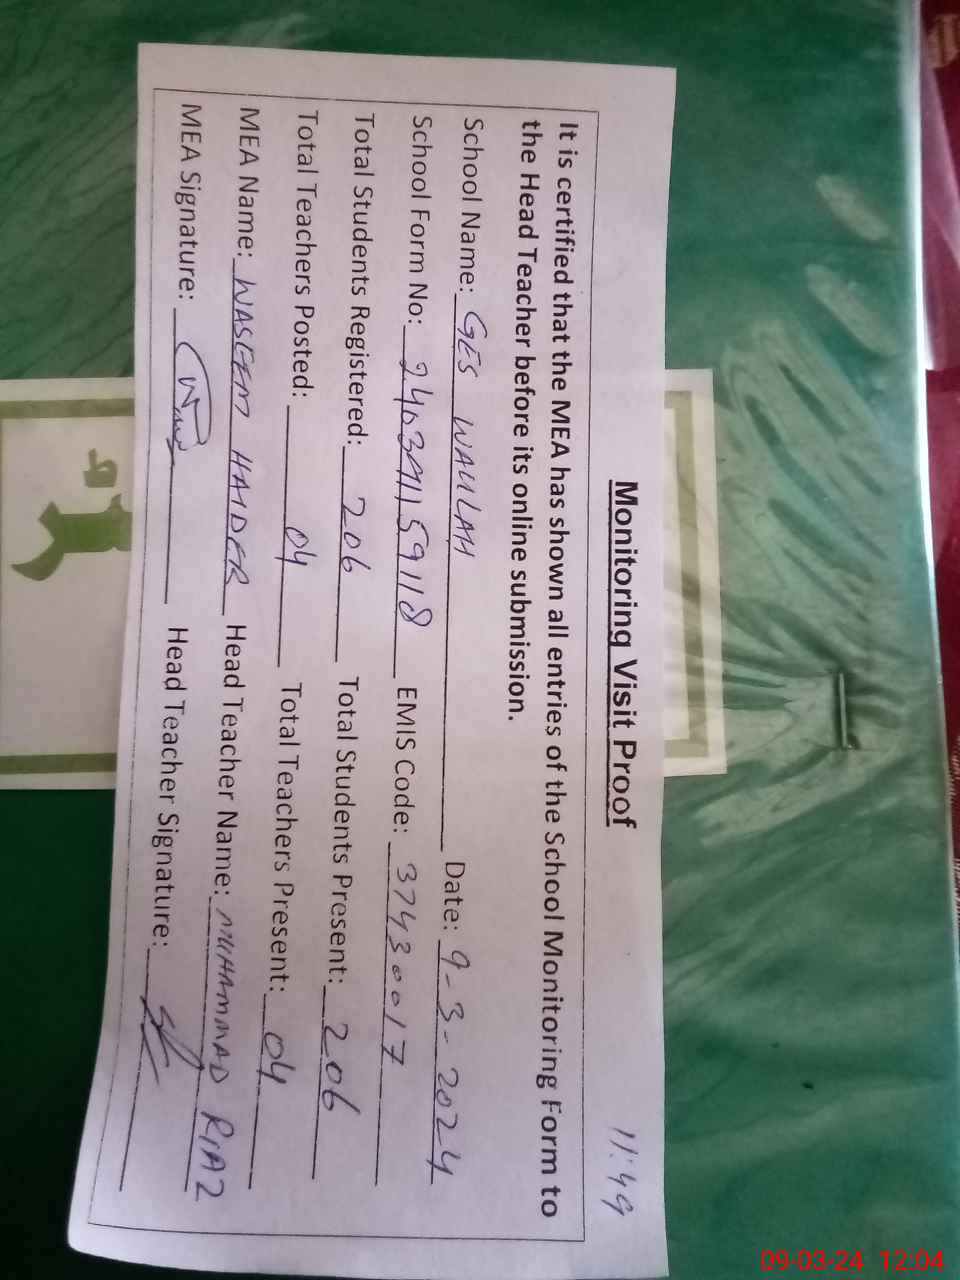 11:49
Monitoring Visit Proof
It is certified that the MEA has shown all entries of the School Monitoring Form to
the Head Teacher before its online submission.
School Name: GES WAULAH Date: 9-3-2024
School Form No: EMIS Code: 37430017
Total Students Registered: 206 Total Students Present: 206
Total Teachers Posted: 04 Total Teachers Present: 04
MEA Name: WASEEM HAIDER Head Teacher Name: MUHAMMAD RIAZ
MEA Signature: Head Teacher Signature:
09-03-24 12:04